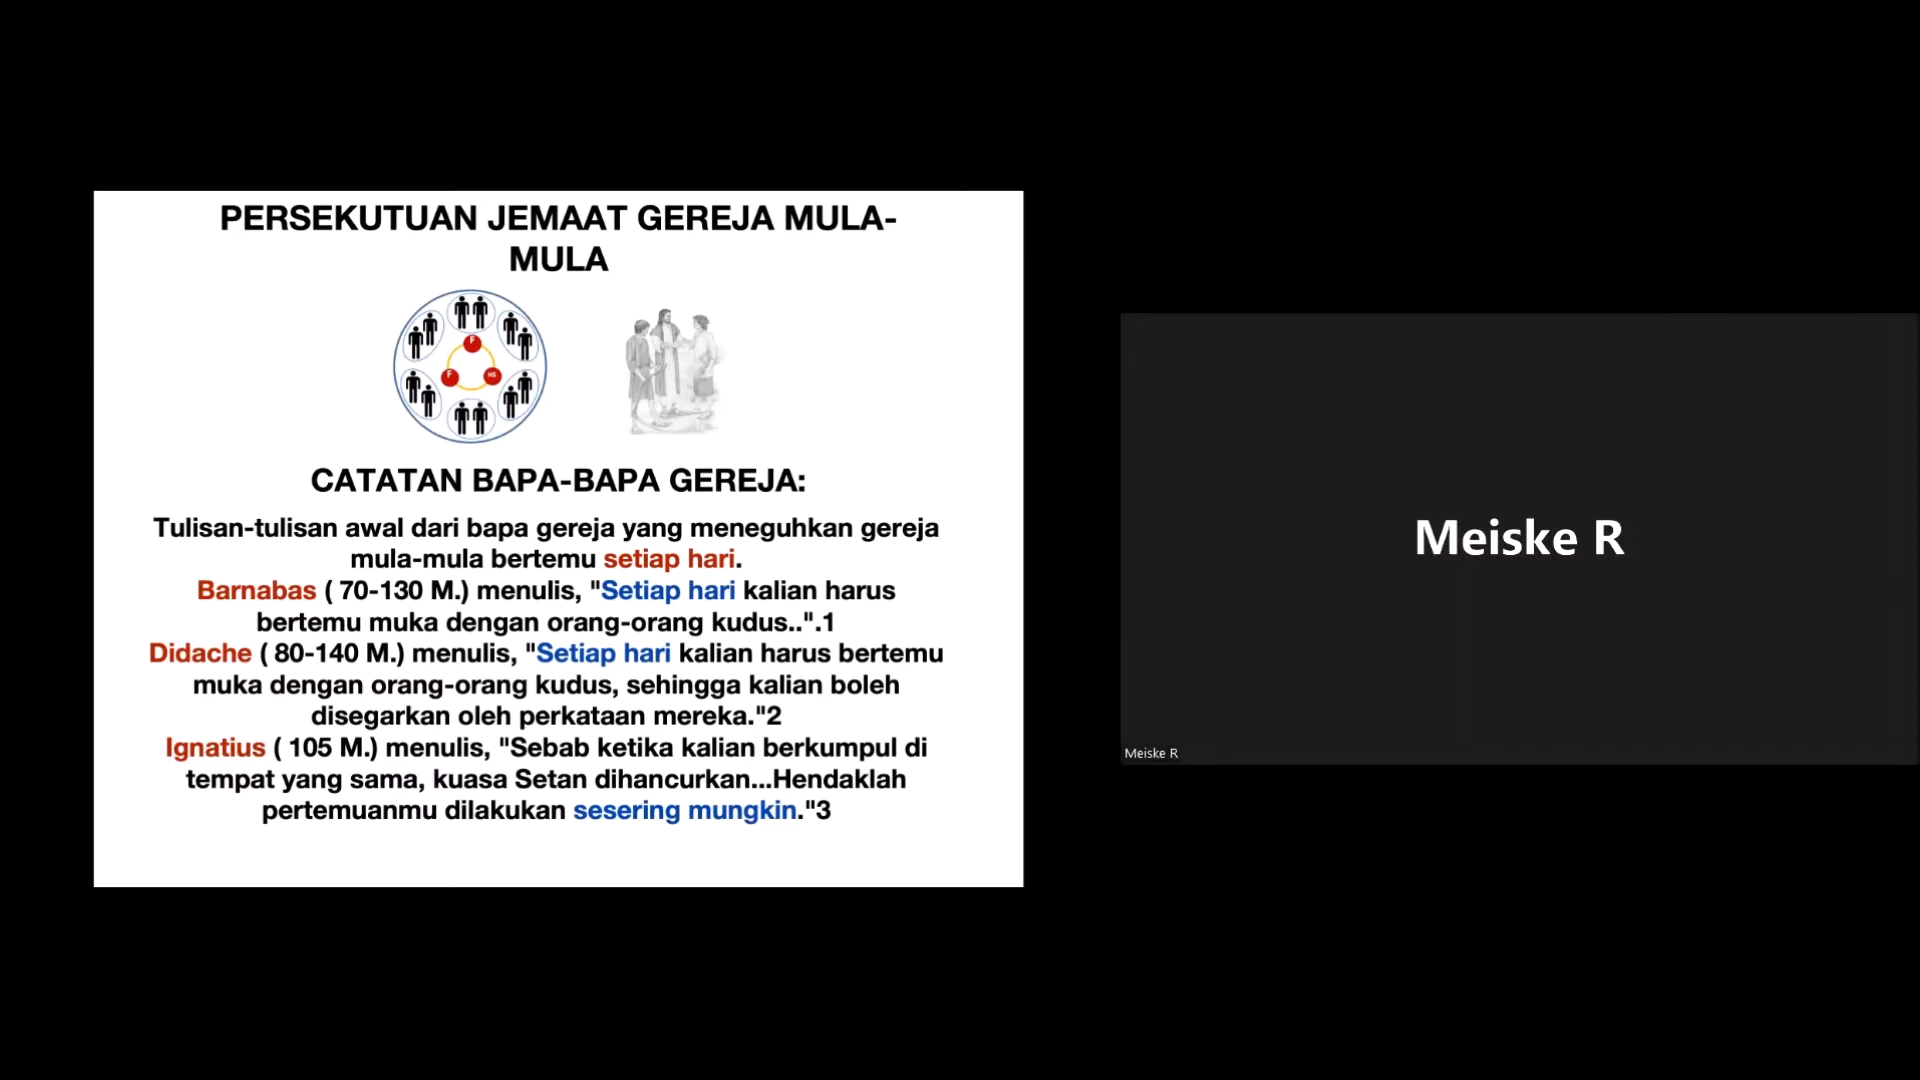 PERSEKUTUAN JEMAAT GEREJA MULA-
MULA
F
F
HS
CATATAN BAPA-BAPA GEREJA:
Tulisan-tulisan awal dari bapa gereja yang meneguhkan gereja
mula-mula bertemu setiap hari.
Barnabas ( 70-130 M.) menulis, "Setiap hari kalian harus
bertemu muka dengan orang-orang kudus..".1
Didache ( 80-140 M.) menulis, "Setiap hari kalian harus bertemu
muka dengan orang-orang kudus, sehingga kalian boleh
disegarkan oleh perkataan mereka."2
Ignatius ( 105 M.) menulis, "Sebab ketika kalian berkumpul di
tempat yang sama, kuasa Setan dihancurkan...Hendaklah
pertemuanmu dilakukan sesering mungkin."3
Meiske R
Meiske R